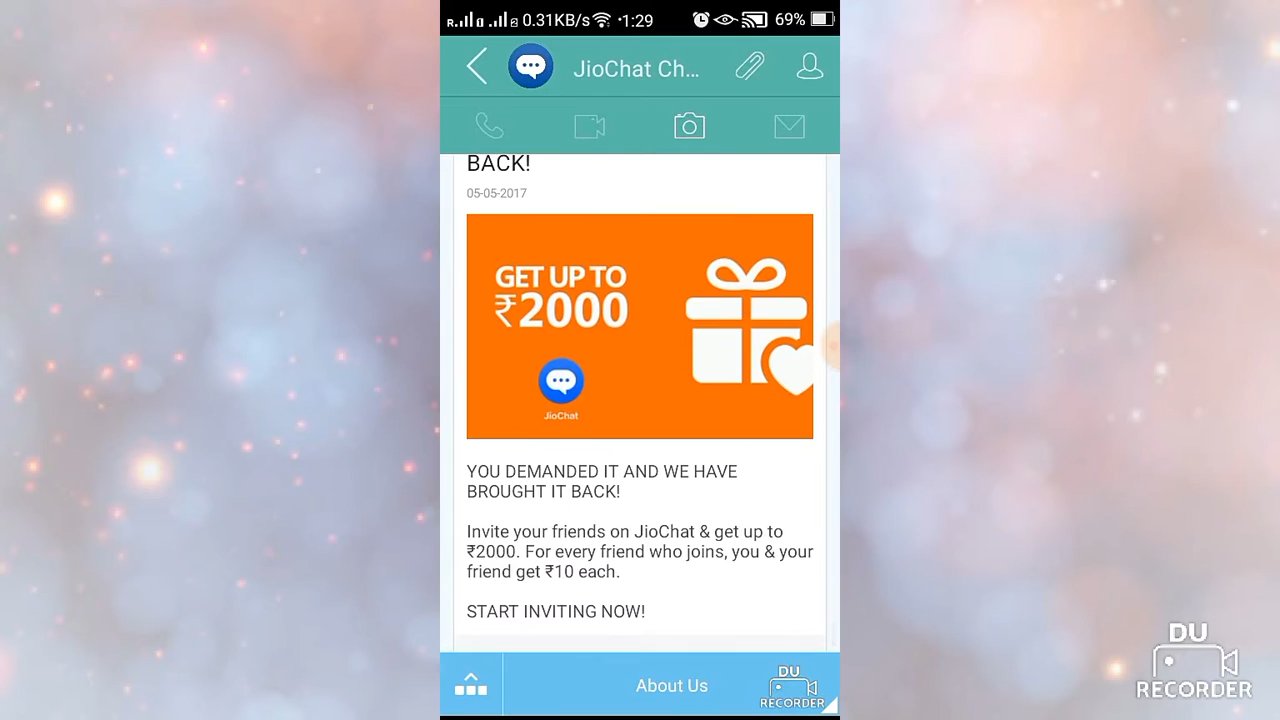 R. 2 0.31KB/s 1:29 69%
JioChat Ch...
BACK!
05-05-2017
GET UP TO
₹2000
JioChat
YOU DEMANDED IT AND WE HAVE
BROUGHT IT BACK!
Invite your friends on JioChat & get up to
₹2000. For every friend who joins, you & your
friend get ₹10 each.
START INVITING NOW!
About Us
DU
RECORDER
DU
RECORDER